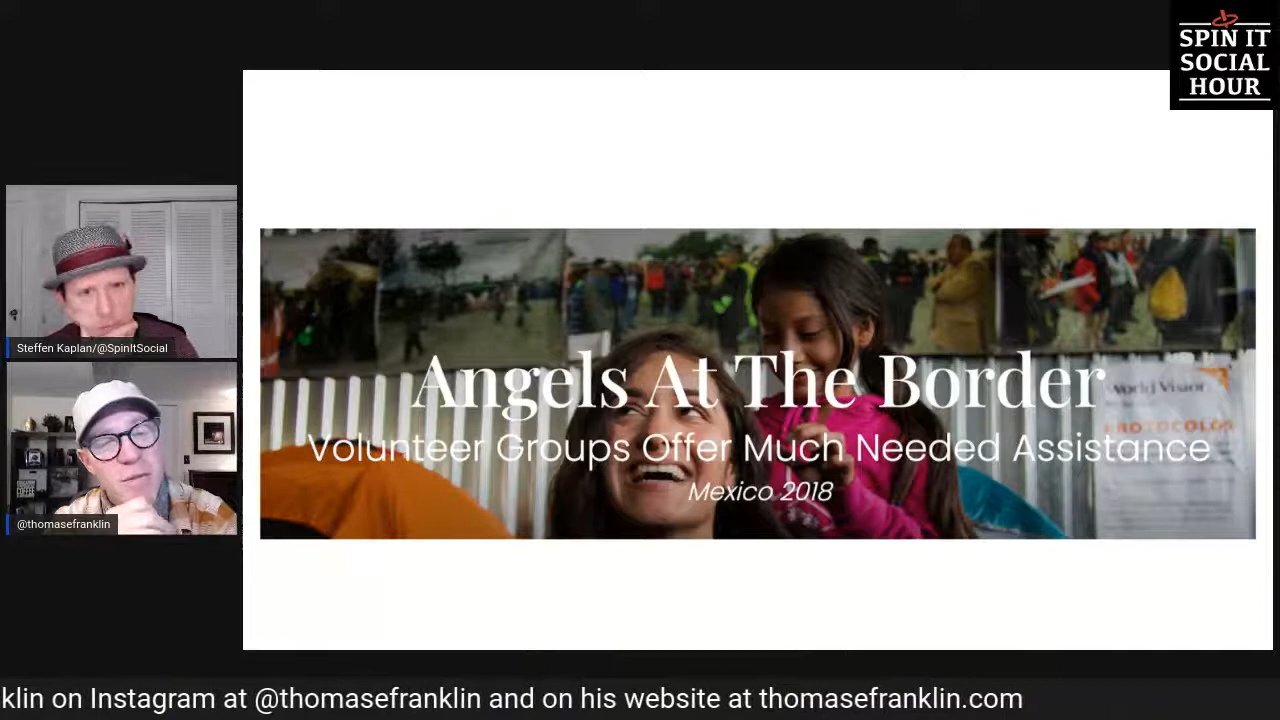 SPIN IT
SOCIAL
HOUR
Steffen Kaplan/@SpinItSocial
@thomasefranklin
Angels At The Border
Volunteer Groups Offer Much Needed Assistance
Mexico 2018
World Vision
PROTOCOLOS
klin on Instagram at @thomasefranklin and on his website at thomasefranklin.com